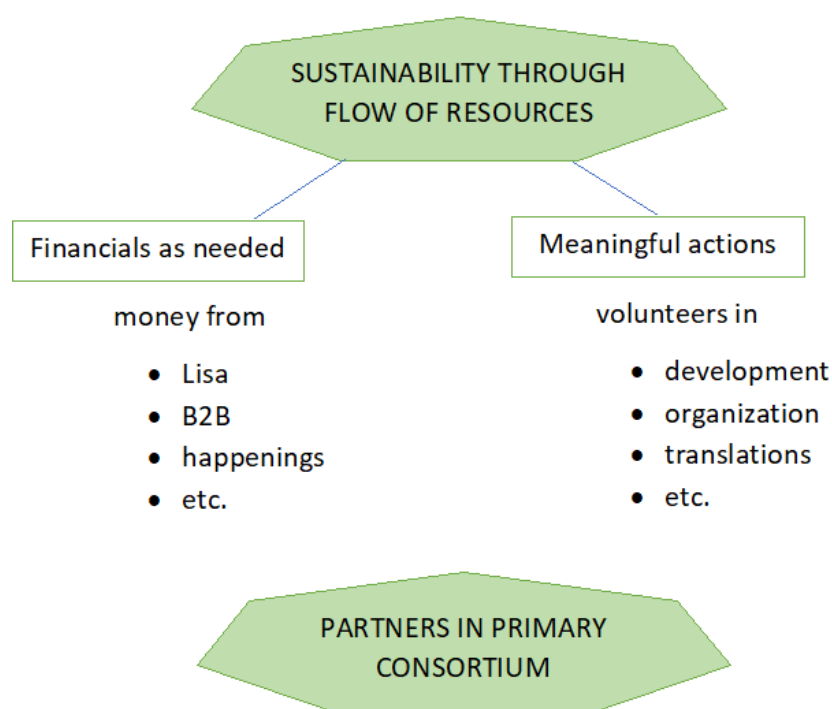 SUSTAINABILITY THROUGH
FLOW OF RESOURCES
Financials as needed
money from
• Lisa
• B2B
• happenings
• etc.
Meaningful actions
volunteers in
• development
• organization
• translations
• etc.
PARTNERS IN PRIMARY
CONSORTIUM